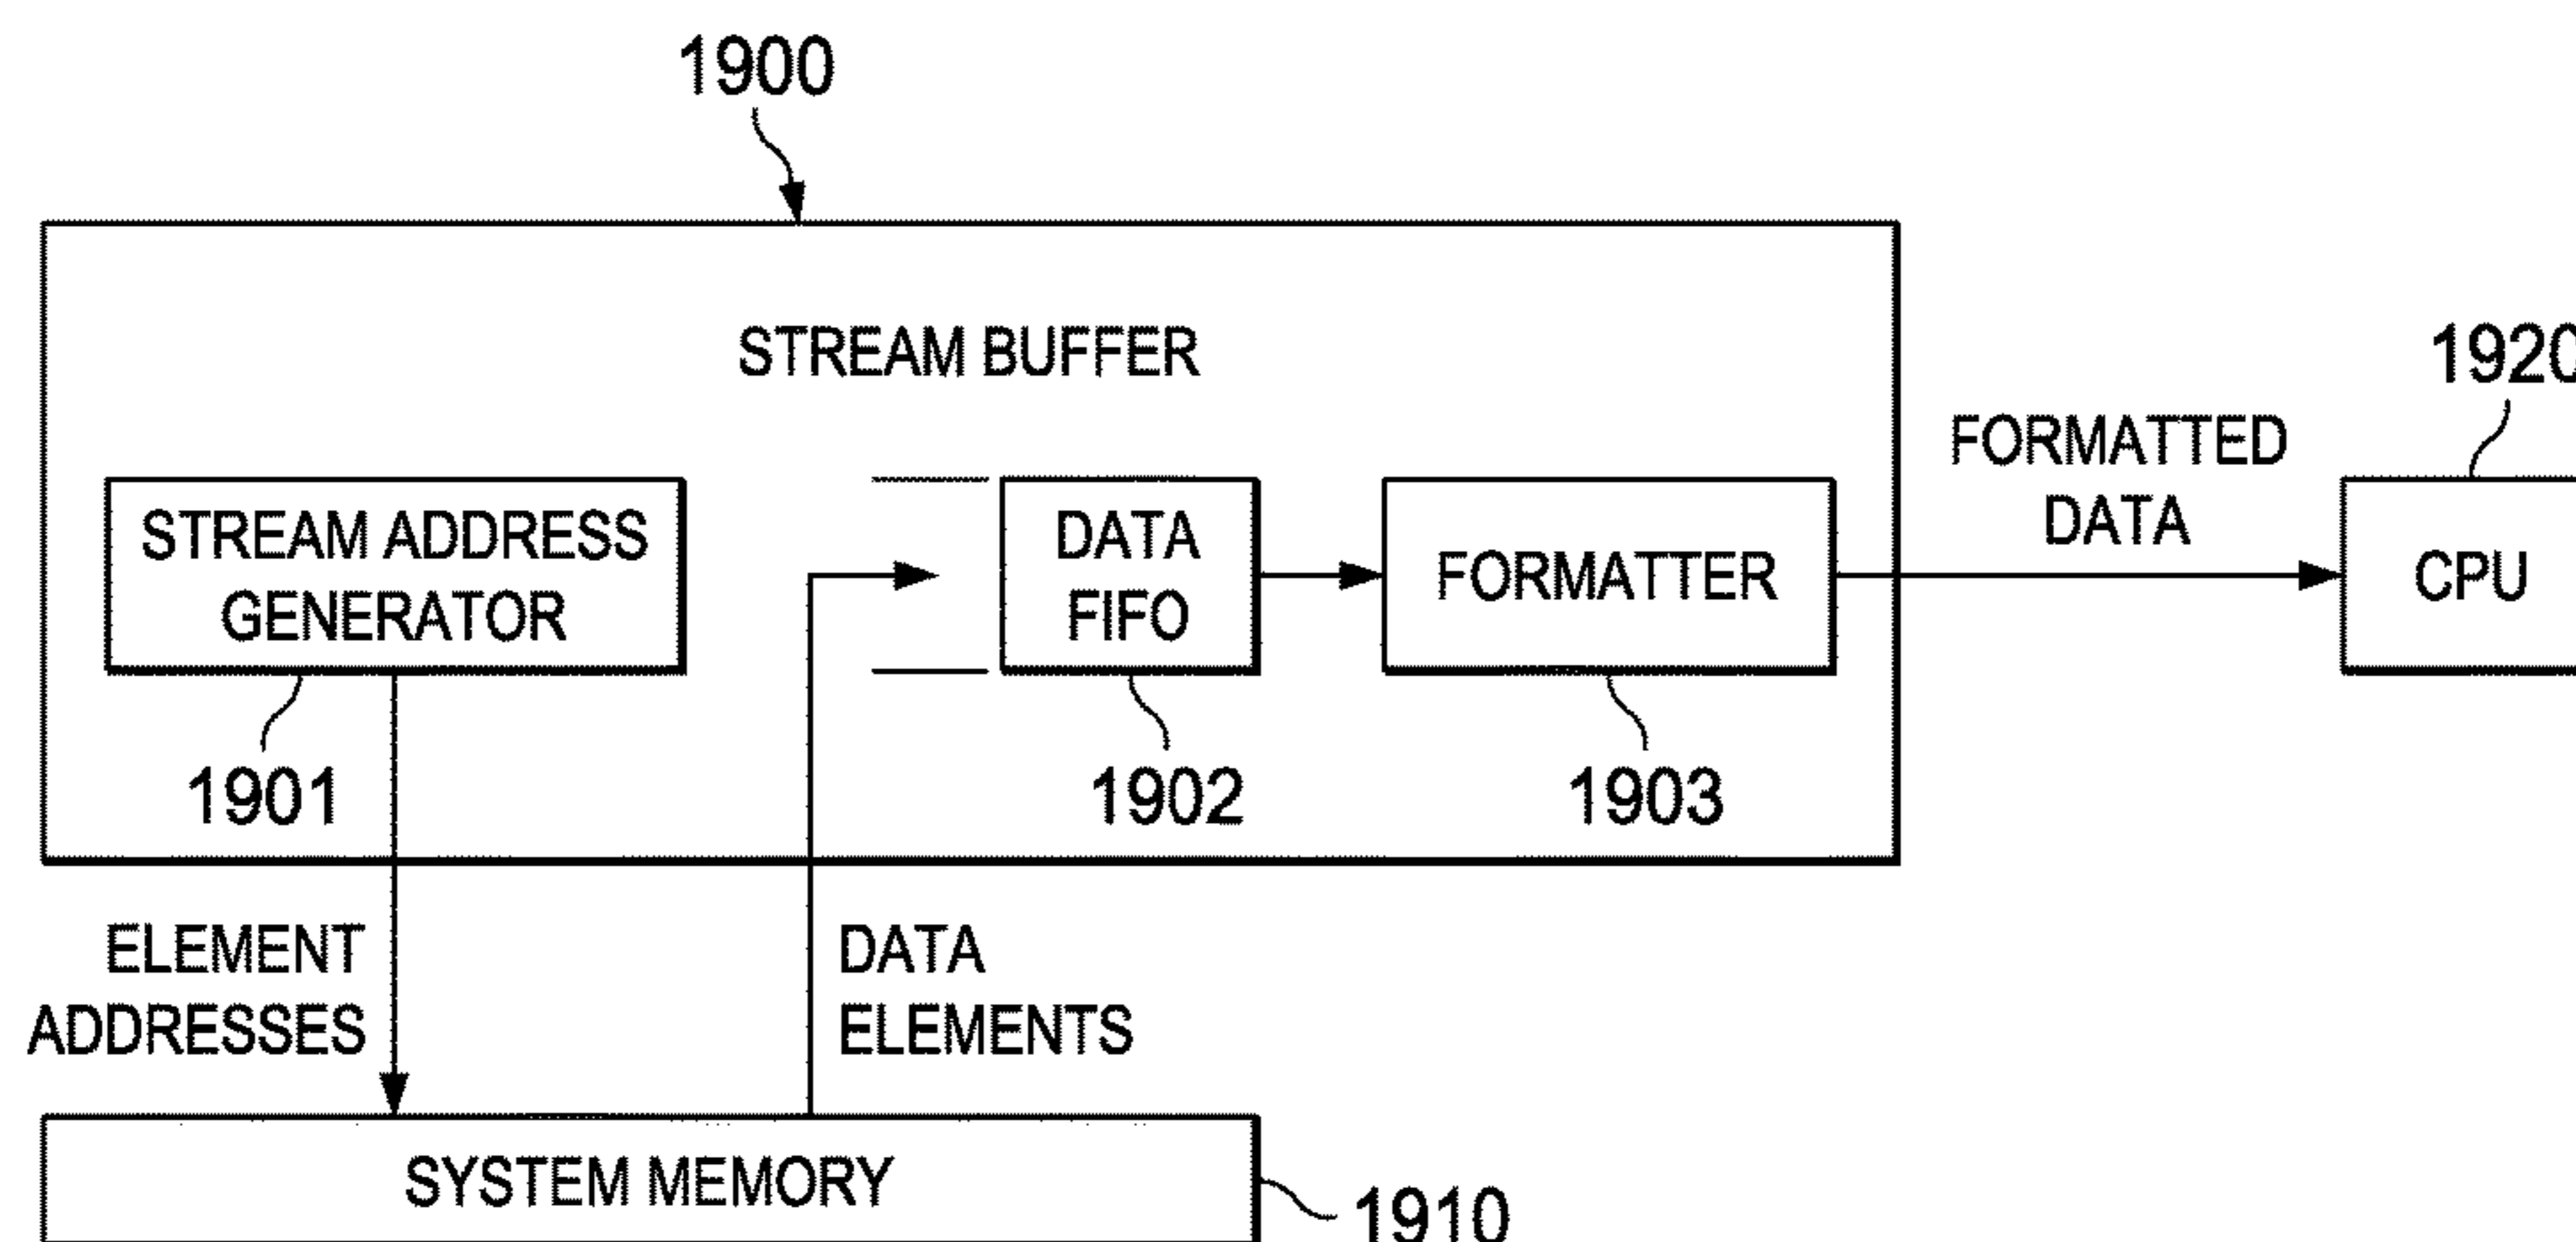 1900
STREAM BUFFER
1920
FORMATTED
DATA
STREAM ADDRESS
GENERATOR
DATA
FIFO
FORMATTER
CPU
1901
1902
1903
ELEMENT
ADDRESSES
DATA
ELEMENTS
SYSTEM MEMORY
1910